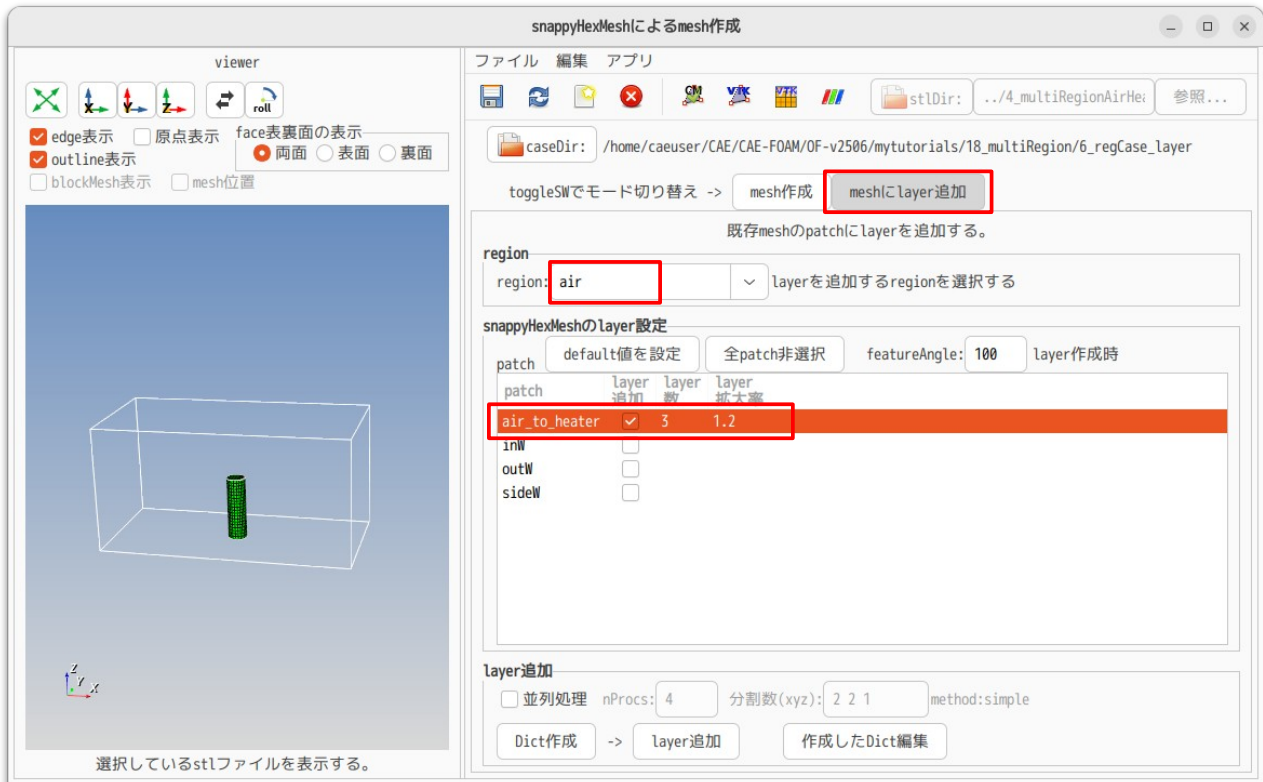 snappyHexMeshによるmesh作成
viewer
X
Y
Z
roll
edge表示
原点表示
outline表示
blockMesh表示
mesh位置
face表裏面の表示
両面
表面
裏面
Z
Y
X
選択しているstlファイルを表示する。
ファイル 編集 アプリ
VTK
VTK
stlDir:
../4_multiRegionAirHea
参照...
caseDir:
/home/caeuser/CAE/CAE-FOAM/OF-v2506/mytutorials/18_multiRegion/6_regCase_layer
toggleSWでモード切り替え ->
mesh作成
meshにlayer追加
既存meshのpatchにlayerを追加する。
region
region:
air
layerを追加するregionを選択する
snappyHexMeshのlayer設定
patch
default値を設定
全patch非選択
featureAngle:
100
layer作成時
patch
layer追加
layer数
layer拡大率
air_to_heater 3 1.2
inW
outW
sideW
layer追加
並列処理
nProcs:
4
分割数(xyz):
2 2 1
method:simple
Dict作成
->
layer追加
作成したDict編集